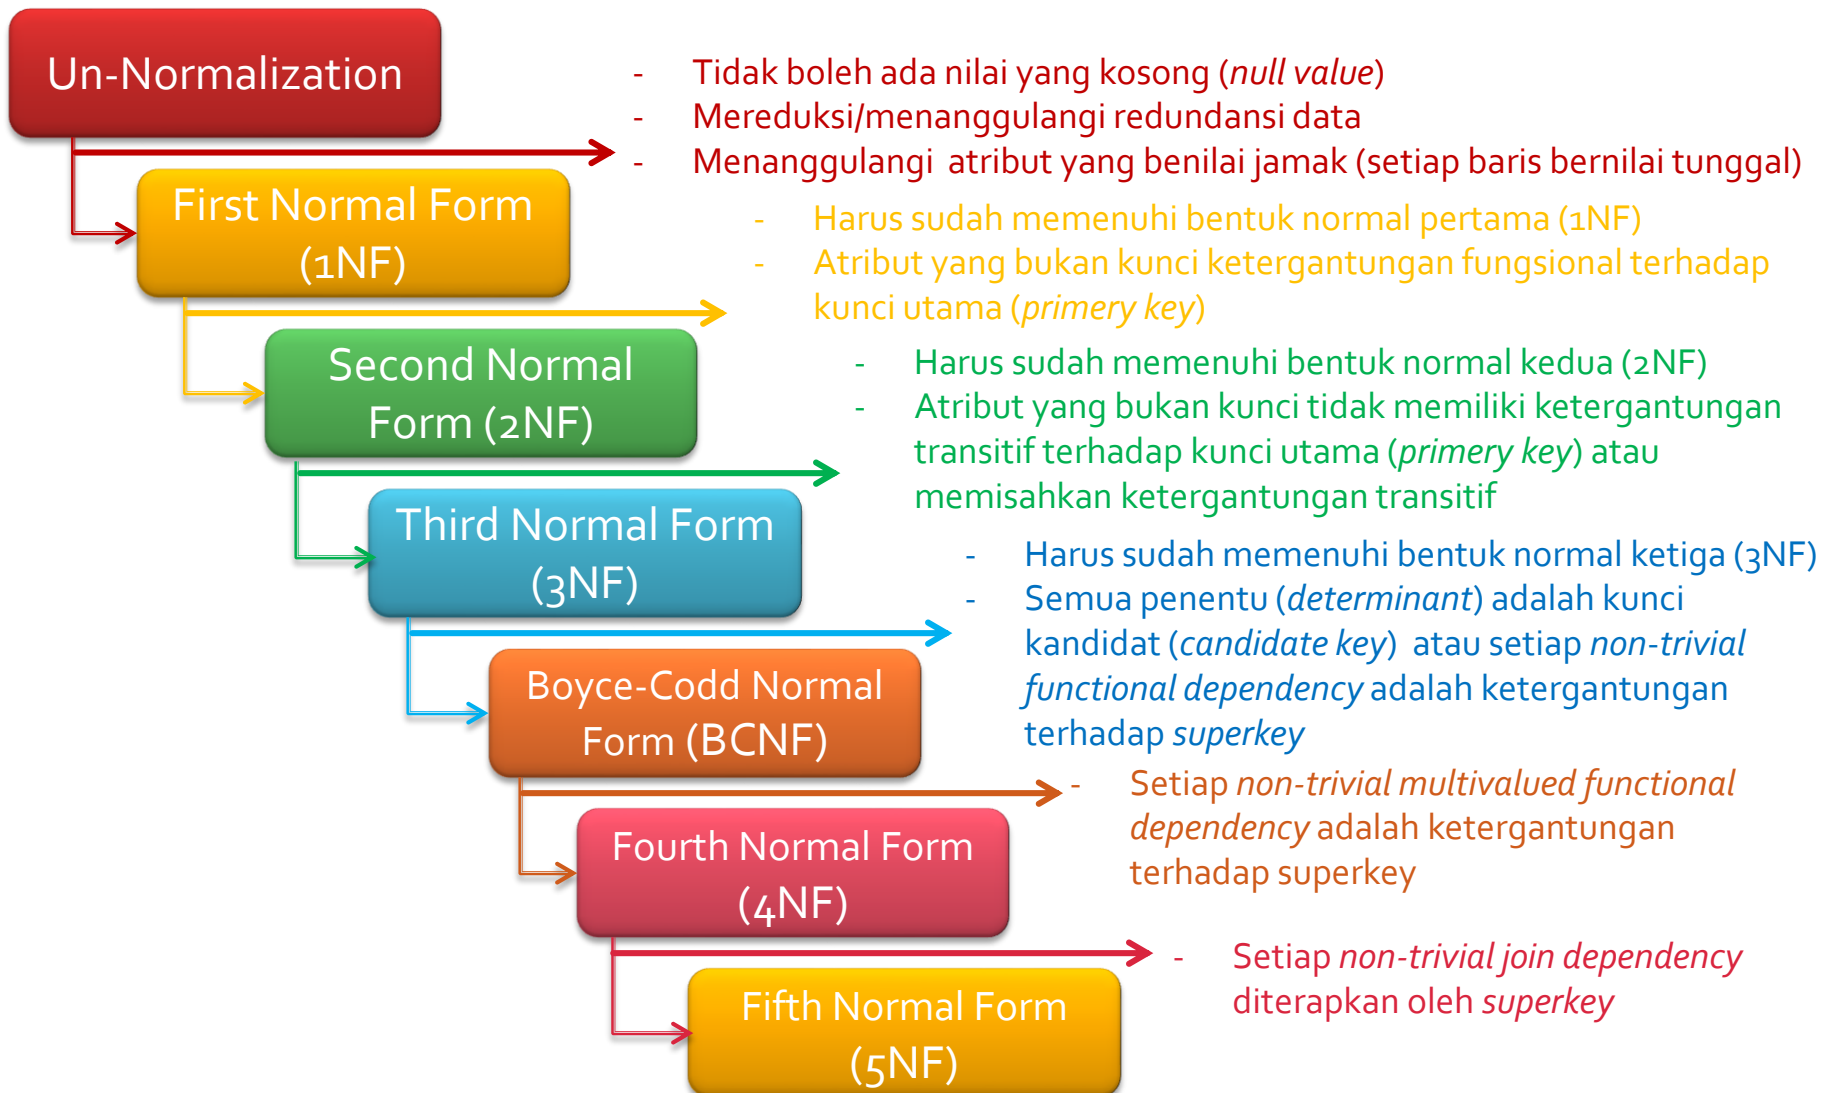 Un-Normalization
- Tidak boleh ada nilai yang kosong (null value)
- Mereduksi/menanggulangi redundansi data
- Menanggulangi atribut yang benilai jamak (setiap baris bernilai tunggal)
First Normal Form
(1NF)
- Harus sudah memenuhi bentuk normal pertama (1NF)
- Atribut yang bukan kunci ketergantungan fungsional terhadap
kunci utama (primery key)
Second Normal
Form (2NF)
- Harus sudah memenuhi bentuk normal kedua (2NF)
- Atribut yang bukan kunci tidak memiliki ketergantungan
transitif terhadap kunci utama (primery key) atau
memisahkan ketergantungan transitif
Third Normal Form
(3NF)
- Harus sudah memenuhi bentuk normal ketiga (3NF)
- Semua penentu (determinant) adalah kunci
kandidat (candidate key) atau setiap non-trivial
functional dependency adalah ketergantungan
terhadap superkey
Boyce-Codd Normal
Form (BCNF)
- Setiap non-trivial multivalued functional
dependency adalah ketergantungan
terhadap superkey
Fourth Normal Form
(4NF)
- Setiap non-trivial join dependency
diterapkan oleh superkey
Fifth Normal Form
(5NF)